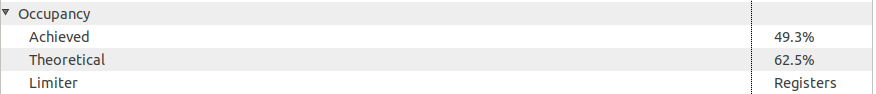 Occupancy
Achieved 49.3%
Theoretical 62.5%
Limiter Registers